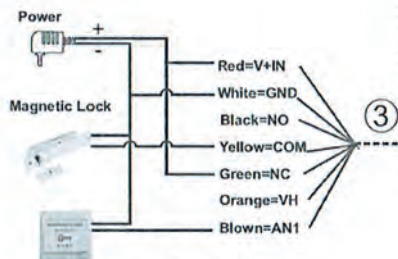 Power
+
-
Red=V+IN
White=GND
Black=NO
Magnetic Lock
Yellow=COM
Green=NC
Orange=VH
Blown=AN1
③